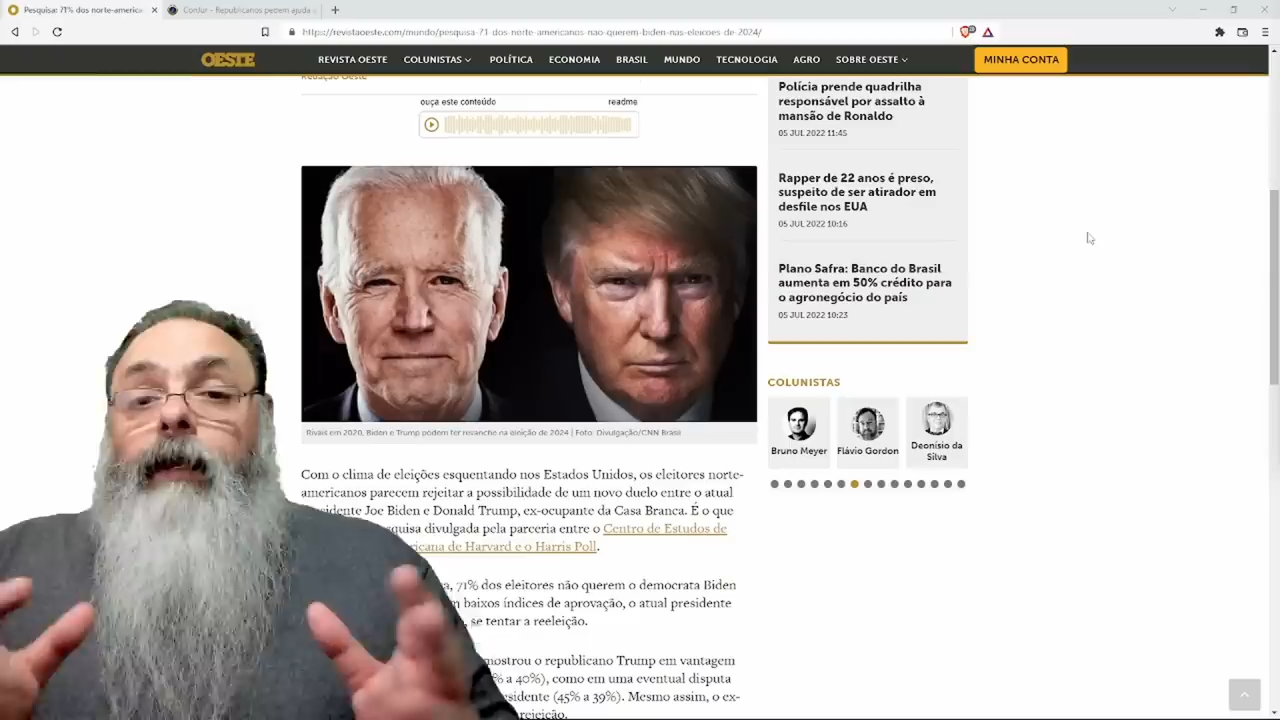 Pesquisa: 71% dos norte-america
Confur - Republicanos pedem ajuda
https://revistaoeste.com/mundo/pesquisa-71-dos-norte-americanos-nao-querem-biden-nas-eleicoes-de-2024/
OESTE
REVISTA OESTE
COLUNISTAS
POLÍTICA
ECONOMIA
BRASIL
MUNDO
TECNOLOGIA
AGRO
SOBRE OESTE
MINHA CONTA
Redação Oeste
ouça este conteúdo
readme
Rivais em 2020, Biden e Trump podem ter revanche na eleição de 2024 | Foto: Divulgação/CNN Brasil
Com o clima de eleições esquentando nos Estados Unidos, os eleitores norte-
americanos parecem rejeitar a possibilidade de um novo duelo entre o atual
Joe Biden e Donald Trump, ex-ocupante da Casa Branca. É o que
divulgada pela parceria entre o Centro de Estudos de
de Harvard e o Harris Poll.
71% dos eleitores não querem o democrata Biden
baixos índices de aprovação, o atual presidente
se tentar a reeleição.
o republicano Trump em vantagem
a 40%), como em uma eventual disputa
(45% a 39%). Mesmo assim, o ex-
rejeição.
Polícia prende quadrilha
responsável por assalto à
mansão de Ronaldo
05 JUL 2022 11:45
Rapper de 22 anos é preso,
suspeito de ser atirador em
desfile nos EUA
05 JUL 2022 10:16
Plano Safra: Banco do Brasil
aumenta em 50% crédito para
o agronegócio do país
05 JUL 2022 10:23
COLUNISTAS
Bruno Meyer
Flávio Gordon
Deonísio da
Silva